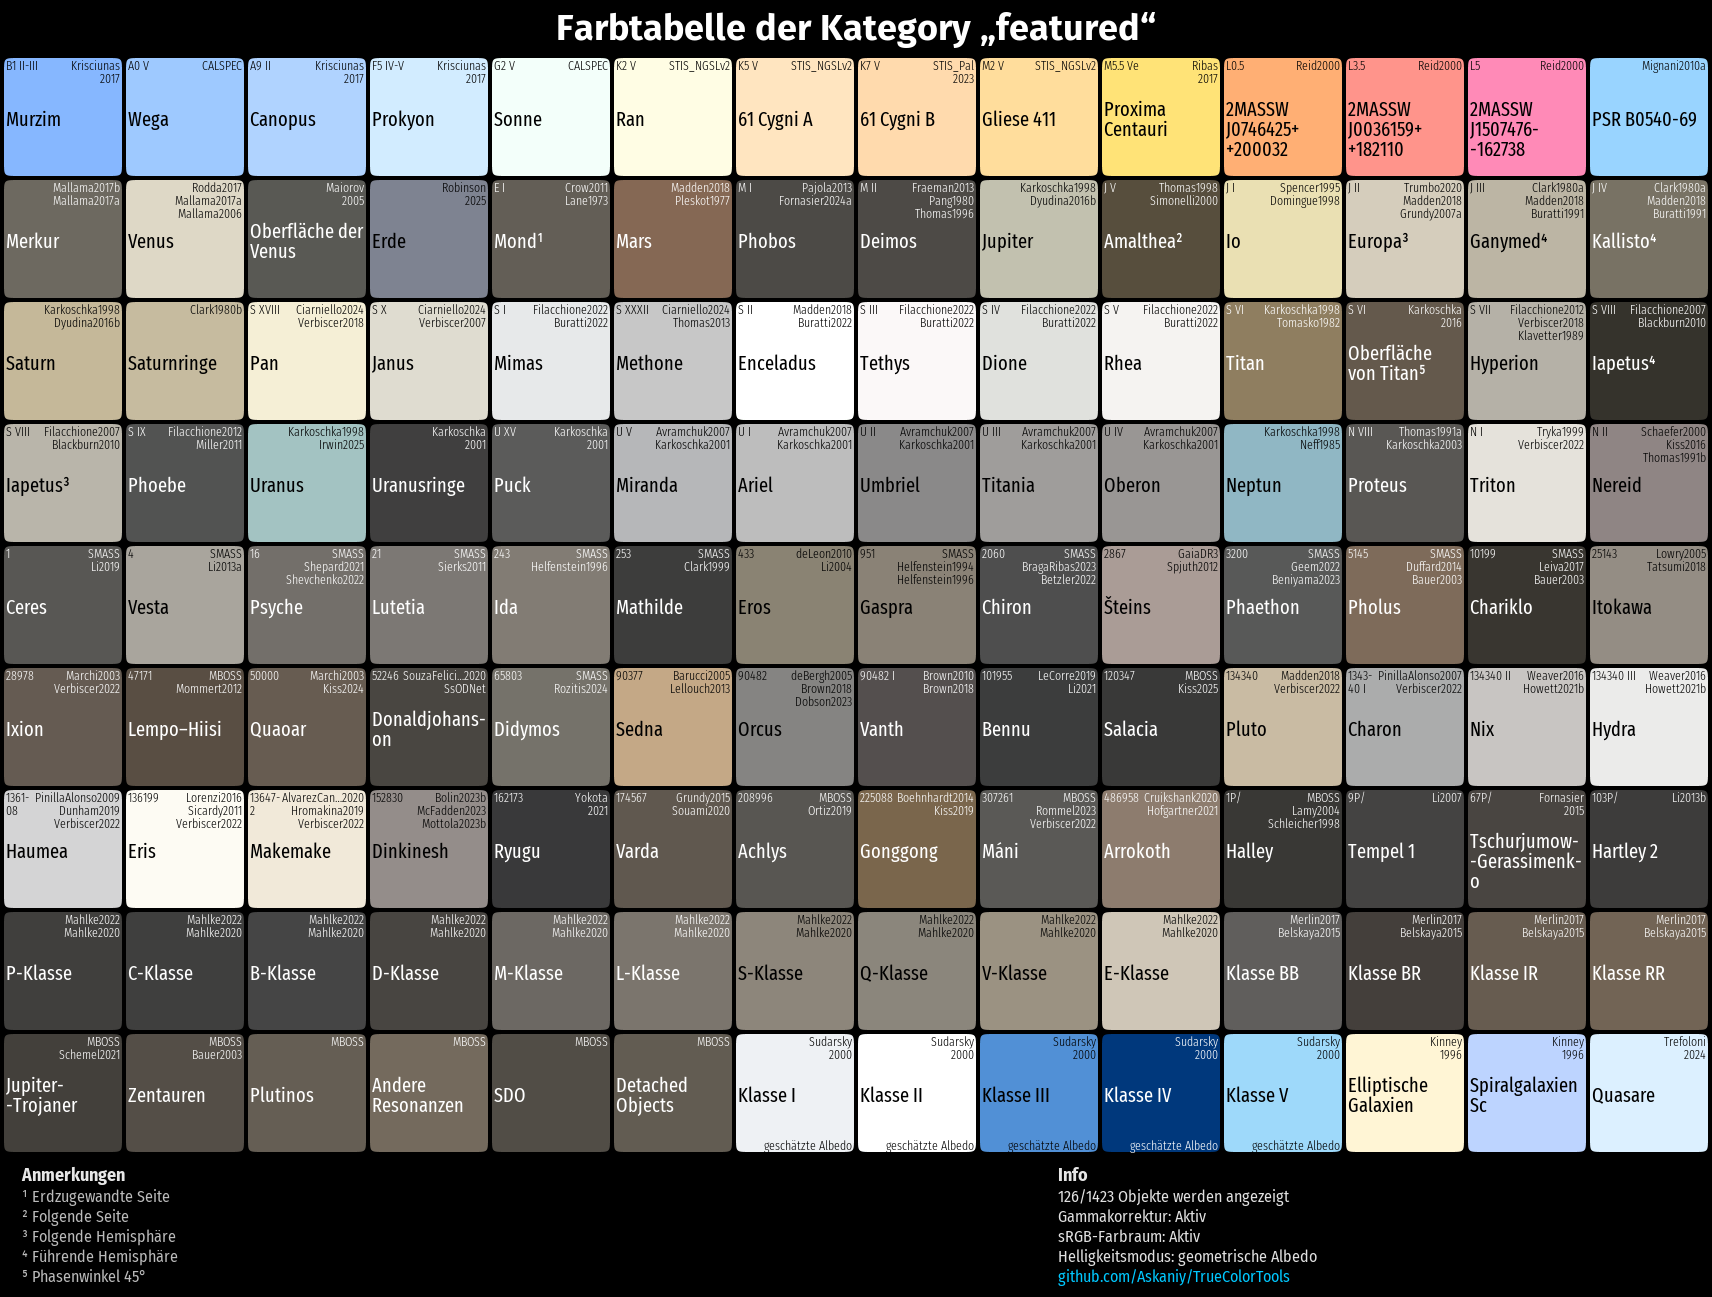 Farbtabelle der Kategory „featured“
B1 II-III Krisciunas
2017
Murzim
A0 V CALSPEC
Wega
A9 II Krisciunas
2017
Canopus
F5 IV-V Krisciunas
2017
Prokyon
G2 V CALSPEC
Sonne
K2 V STIS_NGSLv2
Ran
K5 V STIS_NGSLv2
61 Cygni A
K7 V STIS_Pal
2023
61 Cygni B
M2 V STIS_NGSLv2
Gliese 411
M5.5 Ve Ribas
2017
Proxima
Centauri
L0.5 Reid2000
2MASSW
J0746425+
+200032
L3.5 Reid2000
2MASSW
J0036159+
+182110
L5 Reid2000
2MASSW
J1507476-
-162738
Mignani2010a
PSR B0540-69
Mallama2017b
Mallama2017a
Merkur
Rodda2017
Mallama2017a
Mallama2006
Venus
Maiorov
2005
Oberfläche der
Venus
Robinson
2025
Erde
E I Crow2011
Lane1973
Mond¹
Madden2018
Pleskot1977
Mars
M I Pajola2013
Fornasier2024a
Phobos
M II Fraeman2013
Pang1980
Thomas1996
Deimos
Karkoschka1998
Dyudina2016b
Jupiter
J V Thomas1998
Simonelli2000
Amalthea²
J I Spencer1995
Domingue1998
Io
J II Trumbo2020
Madden2018
Grundy2007a
Europa³
J III Clark1980a
Madden2018
Buratti1991
Ganymed⁴
J IV Clark1980a
Madden2018
Buratti1991
Kallisto⁴
Karkoschka1998
Dyudina2016b
Saturn
Clark1980b
Saturnringe
S XVIII Ciarniello2024
Verbiscer2018
Pan
S X Ciarniello2024
Verbiscer2007
Janus
S I Filacchione2022
Buratti2022
Mimas
S XXXII Ciarniello2024
Thomas2013
Methone
S II Madden2018
Buratti2022
Enceladus
S III Filacchione2022
Buratti2022
Tethys
S IV Filacchione2022
Buratti2022
Dione
S V Filacchione2022
Buratti2022
Rhea
S VI Karkoschka1998
Tomasko1982
Titan
S VI Karkoschka
2016
Oberfläche
von Titan⁵
S VII Filacchione2012
Verbiscer2018
Klavetter1989
Hyperion
S VIII Filacchione2007
Blackburn2010
Iapetus⁴
S VIII Filacchione2007
Blackburn2010
Iapetus³
S IX Filacchione2012
Miller2011
Phoebe
Karkoschka1998
Irwin2025
Uranus
Karkoschka
2001
Uranusringe
U XV Karkoschka
2001
Puck
U V Avramchuk2007
Karkoschka2001
Miranda
U I Avramchuk2007
Karkoschka2001
Ariel
U II Avramchuk2007
Karkoschka2001
Umbriel
U III Avramchuk2007
Karkoschka2001
Titania
U IV Avramchuk2007
Karkoschka2001
Oberon
Karkoschka1998
Neff1985
Neptun
N VIII Thomas1991a
Karkoschka2003
Proteus
N I Tryka1999
Verbiscer2022
Triton
N II Schaefer2000
Kiss2016
Thomas1991b
Nereid
1 SMASS
Li2019
Ceres
4 SMASS
Li2013a
Vesta
16 SMASS
Shepard2021
Shevchenko2022
Psyche
21 SMASS
Sierks2011
Lutetia
243 SMASS
Helfenstein1996
Ida
253 SMASS
Clark1999
Mathilde
433 deLeon2010
Li2004
Eros
951 SMASS
Helfenstein1994
Helfenstein1996
Gaspra
2060 SMASS
BragaRibas2023
Betzler2022
Chiron
2867 GaiaDR3
Spjuth2012
Šteins
3200 SMASS
Geem2022
Beniyama2023
Phaethon
5145 SMASS
Duffard2014
Bauer2003
Pholus
10199 SMASS
Leiva2017
Bauer2003
Chariklo
25143 Lowry2005
Tatsumi2018
Itokawa
28978 Marchi2003
Verbiscer2022
Ixion
47171 MBOSS
Mommert2012
Lempo–Hiisi
50000 Marchi2003
Kiss2024
Quaoar
52246 SouzaFelici...2020
SsODNet
Donaldjohans-
on
65803 SMASS
Rozitis2024
Didymos
90377 Barucci2005
Lellouch2013
Sedna
90482 deBergh2005
Brown2018
Dobson2023
Orcus
90482 I Brown2010
Brown2018
Vanth
101955 LeCorre2019
Li2021
Bennu
120347 MBOSS
Kiss2025
Salacia
134340 Madden2018
Verbiscer2022
Pluto
1343- PinillaAlonso2007
40 I Verbiscer2022
Charon
134340 II Weaver2016
Howett2021b
Nix
134340 III Weaver2016
Howett2021b
Hydra
1361- PinillaAlonso2009
08 Dunham2019
Verbiscer2022
Haumea
136199 Lorenzi2016
Sicardy2011
Verbiscer2022
Eris
13647- AlvarezCan...2020
2 Hromakina2019
Verbiscer2022
Makemake
152830 Bolin2023b
McFadden2023
Mottola2023b
Dinkinesh
162173 Yokota
2021
Ryugu
174567 Grundy2015
Souami2020
Varda
208996 MBOSS
Ortiz2019
Achlys
225088 Boehnhardt2014
Kiss2019
Gonggong
307261 MBOSS
Rommel2023
Verbiscer2022
Máni
486958 Cruikshank2020
Hofgartner2021
Arrokoth
1P/ MBOSS
Lamy2004
Schleicher1998
Halley
9P/ Li2007
Tempel 1
67P/ Fornasier
2015
Tschurjumow-
-Gerassimenk-
o
103P/ Li2013b
Hartley 2
Mahlke2022
Mahlke2020
P-Klasse
Mahlke2022
Mahlke2020
C-Klasse
Mahlke2022
Mahlke2020
B-Klasse
Mahlke2022
Mahlke2020
D-Klasse
Mahlke2022
Mahlke2020
M-Klasse
Mahlke2022
Mahlke2020
L-Klasse
Mahlke2022
Mahlke2020
S-Klasse
Mahlke2022
Mahlke2020
Q-Klasse
Mahlke2022
Mahlke2020
V-Klasse
Mahlke2022
Mahlke2020
E-Klasse
Merlin2017
Belskaya2015
Klasse BB
Merlin2017
Belskaya2015
Klasse BR
Merlin2017
Belskaya2015
Klasse IR
Merlin2017
Belskaya2015
Klasse RR
MBOSS
Schemel2021
Jupiter-
-Trojaner
MBOSS
Bauer2003
Zentauren
MBOSS
Plutinos
MBOSS
Andere
Resonanzen
MBOSS
SDO
MBOSS
Detached
Objects
Sudarsky
2000
Klasse I
geschätzte Albedo
Sudarsky
2000
Klasse II
geschätzte Albedo
Sudarsky
2000
Klasse III
geschätzte Albedo
Sudarsky
2000
Klasse IV
geschätzte Albedo
Sudarsky
2000
Klasse V
geschätzte Albedo
Kinney
1996
Elliptische
Galaxien
Kinney
1996
Spiralgalaxien
Sc
Trefoloni
2024
Quasare
Anmerkungen
¹ Erdzugewandte Seite
² Folgende Seite
³ Folgende Hemisphäre
⁴ Führende Hemisphäre
⁵ Phasenwinkel 45°
Info
126/1423 Objekte werden angezeigt
Gammakorrektur: Aktiv
sRGB-Farbraum: Aktiv
Helligkeitsmodus: geometrische Albedo
github.com/Askaniy/TrueColorTools